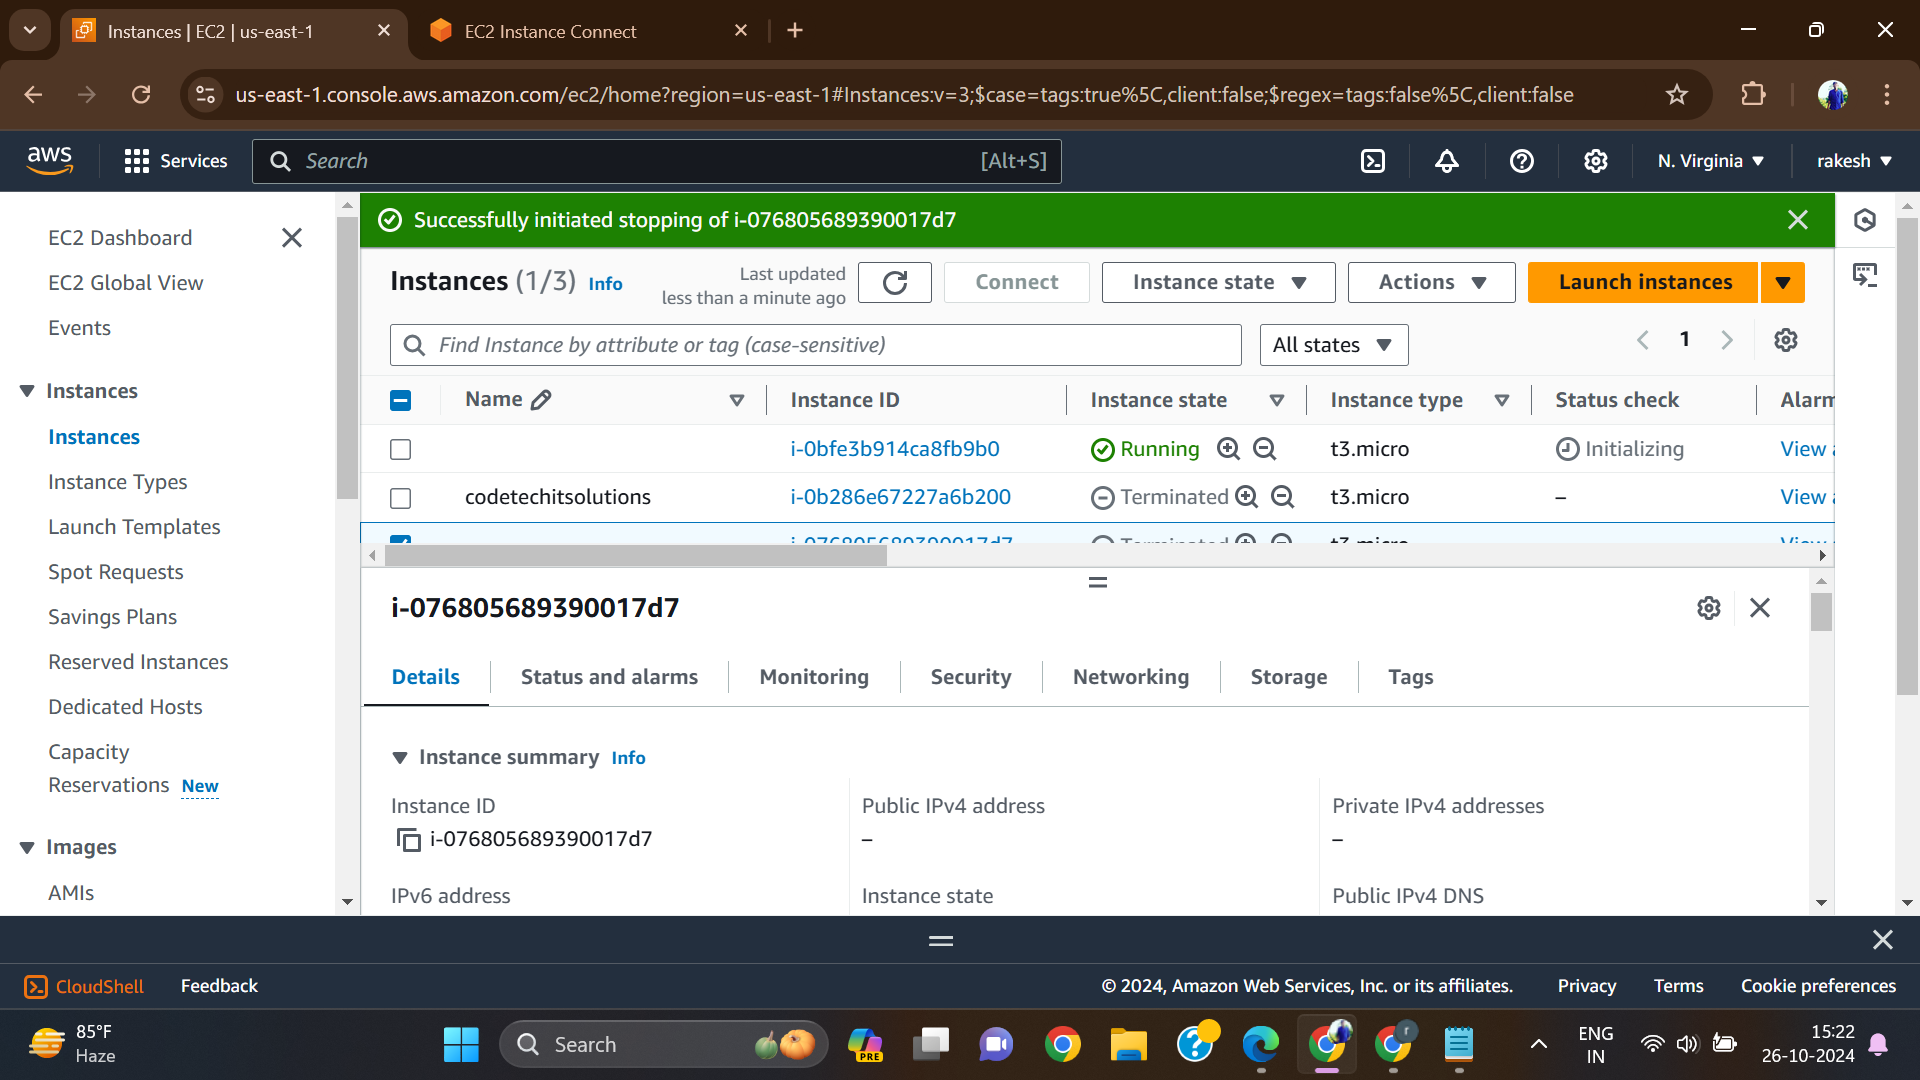 Instances | EC2 | us-east-1
EC2 Instance Connect
us-east-1.console.aws.amazon.com/ec2/home?region=us-east-1#Instances:v=3;$case=tags:true%5C,client:false;$regex=tags:false%5C,client:false
aws
Services
Search
[Alt+S]
N. Virginia
rakesh
EC2 Dashboard
EC2 Global View
Events
Instances
Instances
Instance Types
Launch Templates
Spot Requests
Savings Plans
Reserved Instances
Dedicated Hosts
Capacity
Reservations New
Images
AMIs
Successfully initiated stopping of i-076805689390017d7
Instances (1/3) Info
Last updated
less than a minute ago
Connect
Instance state
Actions
Launch instances
Find Instance by attribute or tag (case-sensitive)
All states
1
Name
Instance ID
Instance state
Instance type
Status check
Alarm
i-0bfe3b914ca8fb9b0 Running t3.micro Initializing View a
codetechitsolutions i-0b286e67227a6b200 Terminated t3.micro – View a
i-076805689390017d7 Terminated t3.micro View
i-076805689390017d7
Details
Status and alarms
Monitoring
Security
Networking
Storage
Tags
Instance summary Info
Instance ID
i-076805689390017d7
Public IPv4 address
–
Private IPv4 addresses
–
IPv6 address
Instance state
Public IPv4 DNS
CloudShell
Feedback
© 2024, Amazon Web Services, Inc. or its affiliates.
Privacy
Terms
Cookie preferences
85°F
Haze
Search
PRE
r
ENG
IN
15:22
26-10-2024